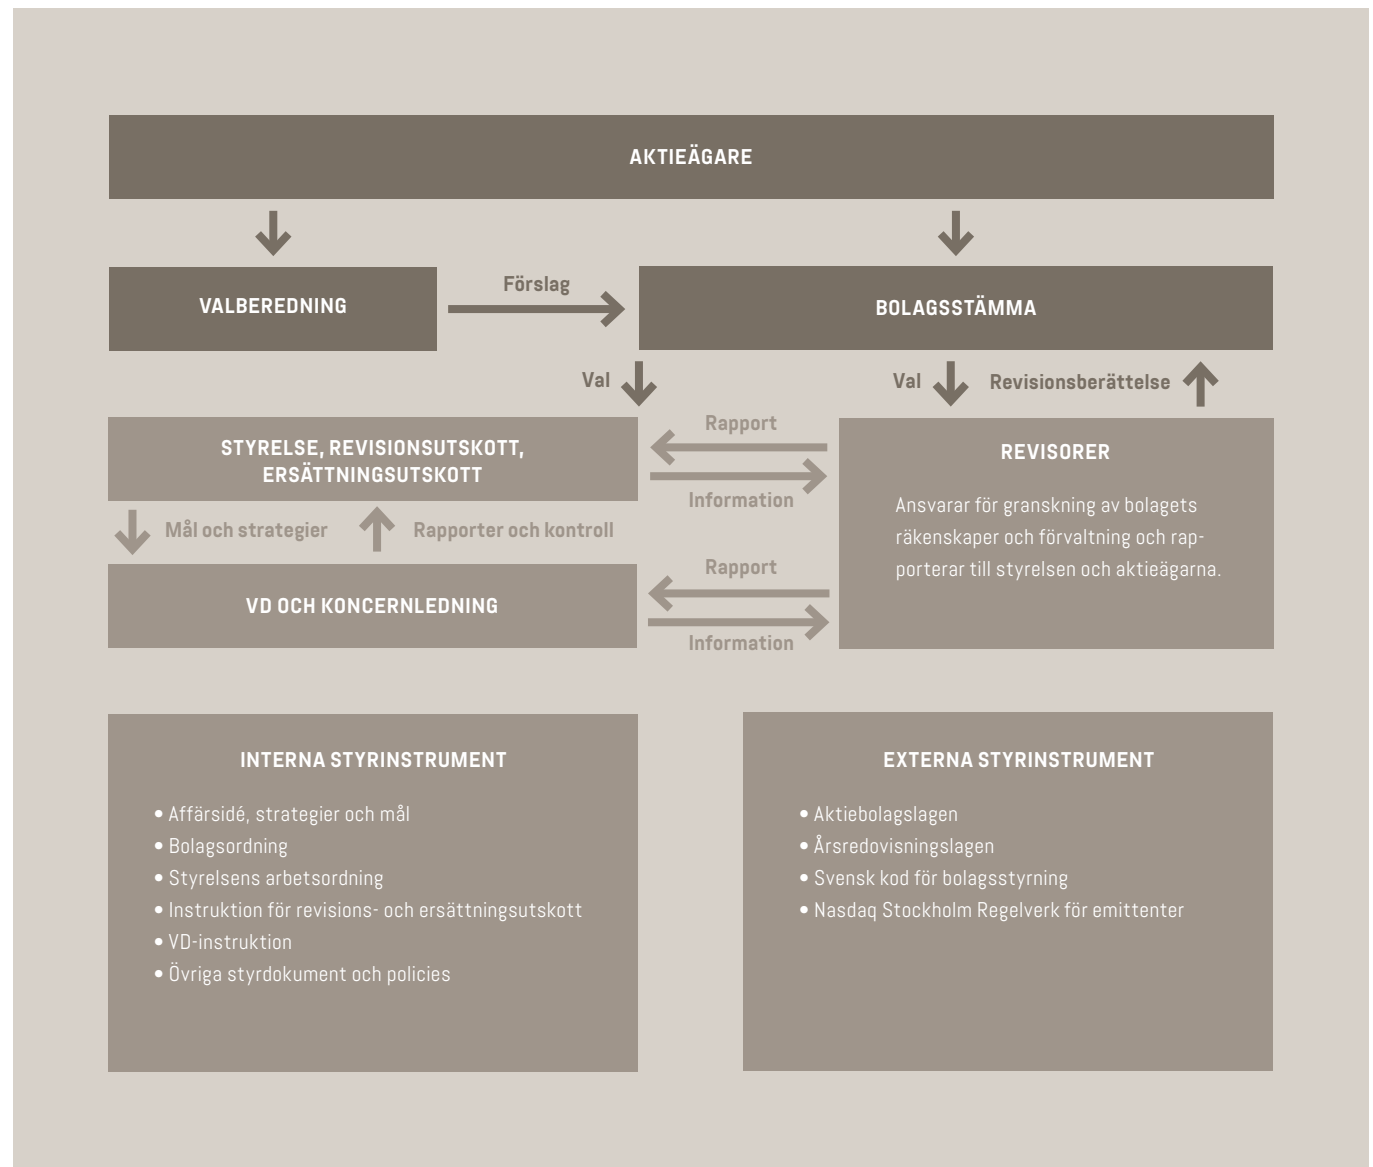 AKTIEÄGARE
VALBEREDNING
Förslag
BOLAGSSTÄMMA
Val
Val
Revisionsberättelse
STYRELSE, REVISIONSUTSKOTT,
ERSÄTTNINGSUTSKOTT
Rapport
Information
REVISORER
Ansvarar för granskning av bolagets
räkenskaper och förvaltning och rap-
porterar till styrelsen och aktieägarna.
Mål och strategier
Rapporter och kontroll
VD OCH KONCERNLEDNING
Rapport
Information
INTERNA STYRINSTRUMENT
• Affärsidé, strategier och mål
• Bolagsordning
• Styrelsens arbetsordning
• Instruktion för revisions- och ersättningsutskott
• VD-instruktion
• Övriga styrdokument och policies
EXTERNA STYRINSTRUMENT
• Aktiebolagslagen
• Årsredovisningslagen
• Svensk kod för bolagsstyrning
• Nasdaq Stockholm Regelverk för emittenter